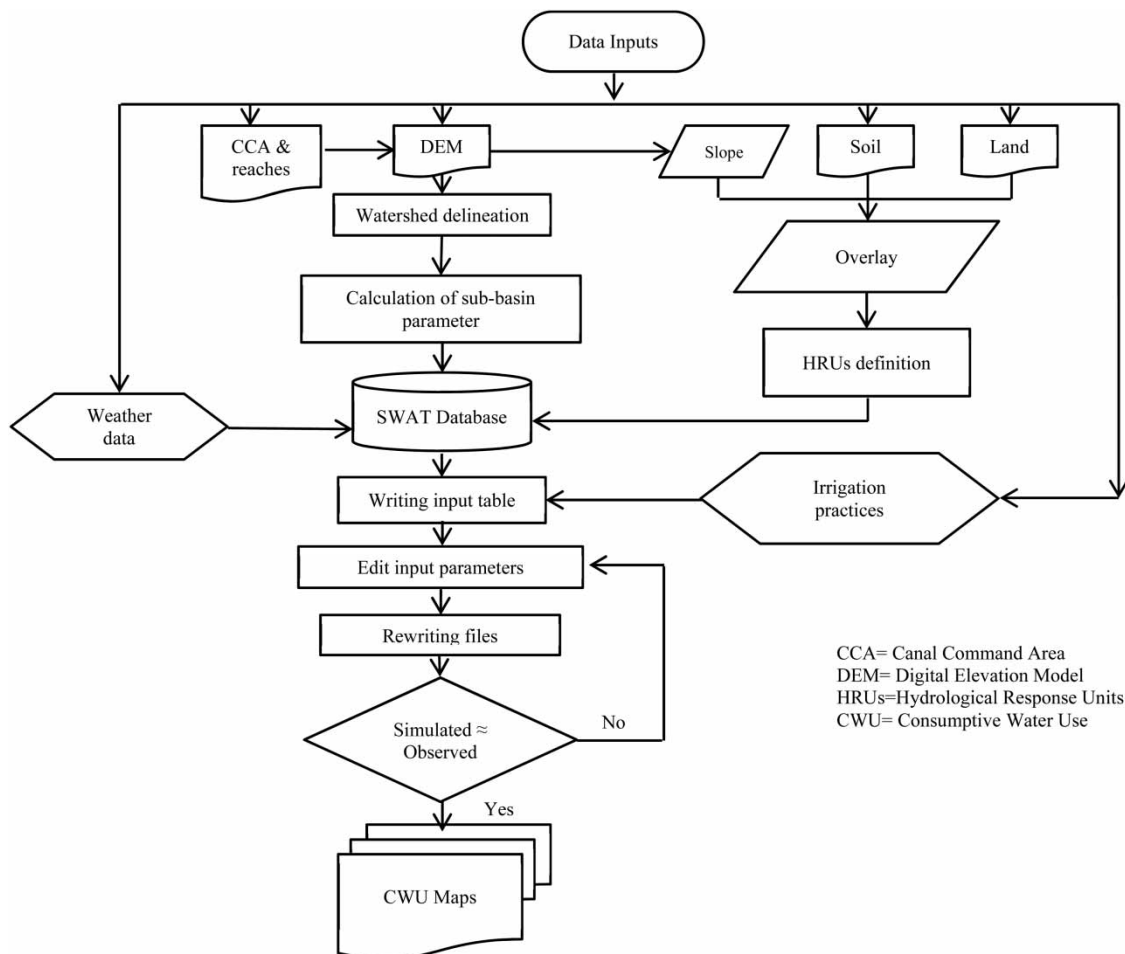 Data Inputs
CCA &
reaches
DEM
Slope
Soil
Land
Watershed delineation
Overlay
Calculation of sub-basin
parameter
HRUs definition
Weather
data
SWAT Database
Writing input table
Irrigation
practices
Edit input parameters
Rewriting files
Simulated ≈
Observed
No
Yes
CWU Maps
CCA= Canal Command Area
DEM= Digital Elevation Model
HRUs=Hydrological Response Units
CWU= Consumptive Water Use